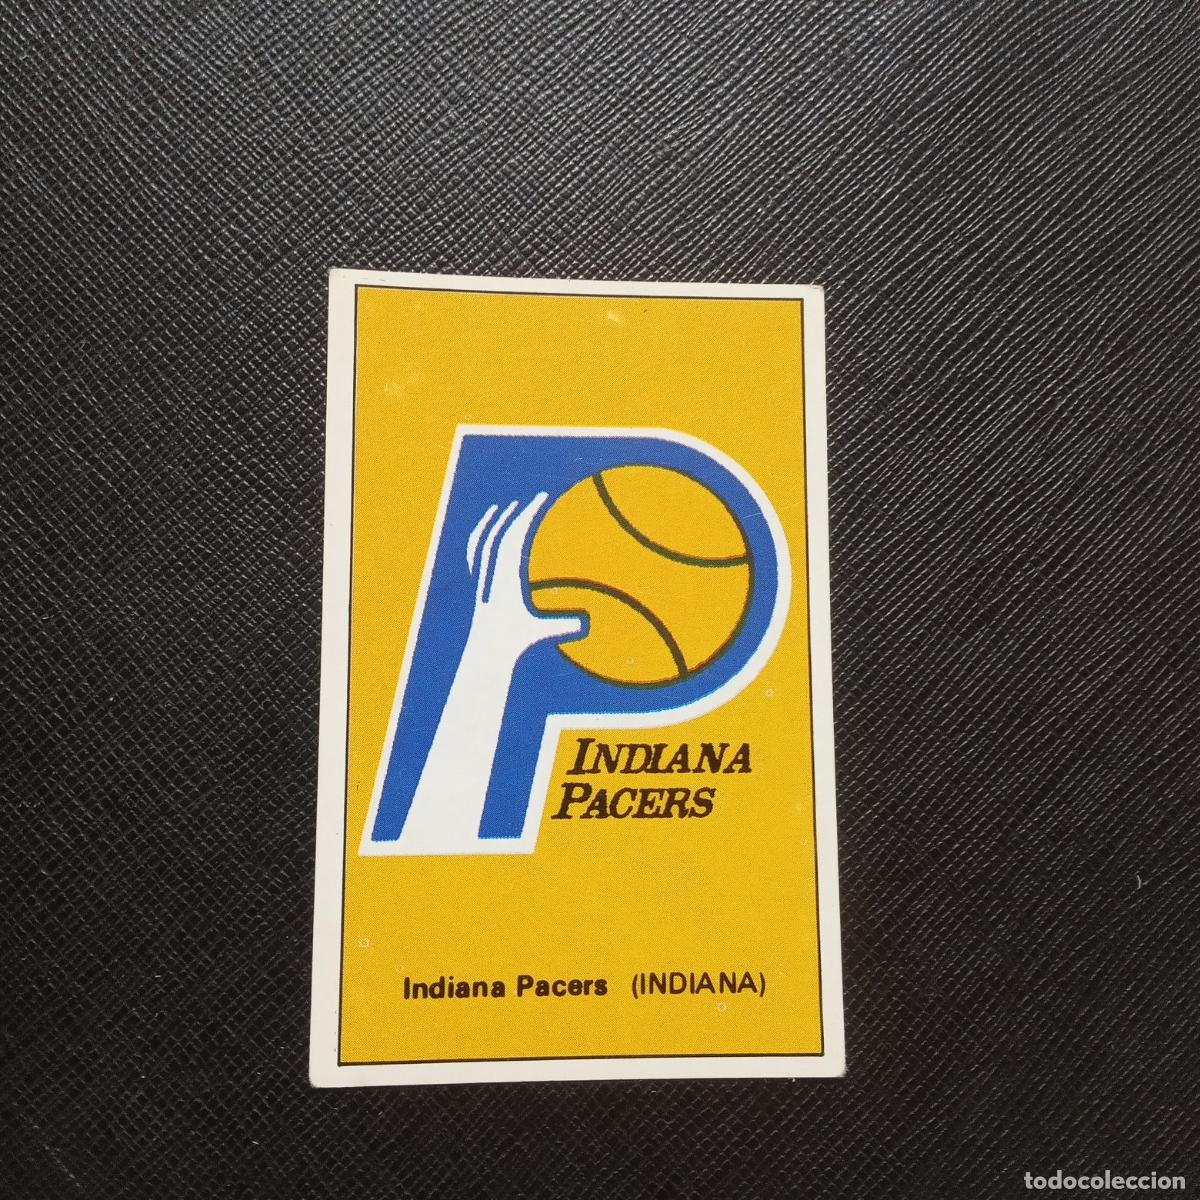 INDIANA
PACERS
Indiana Pacers (INDIANA)
todocoleccion